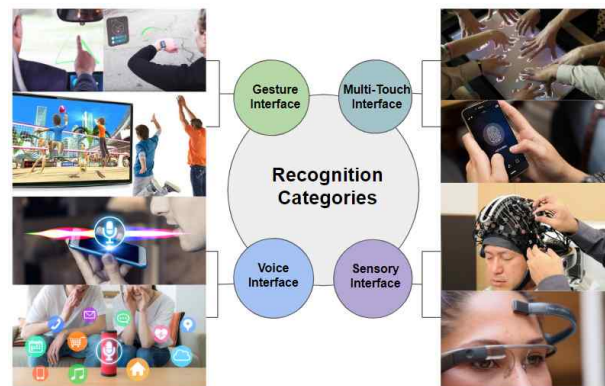 Gesture
Interface
Multi-Touch
Interface
Recognition
Categories
Voice
Interface
Sensory
Interface